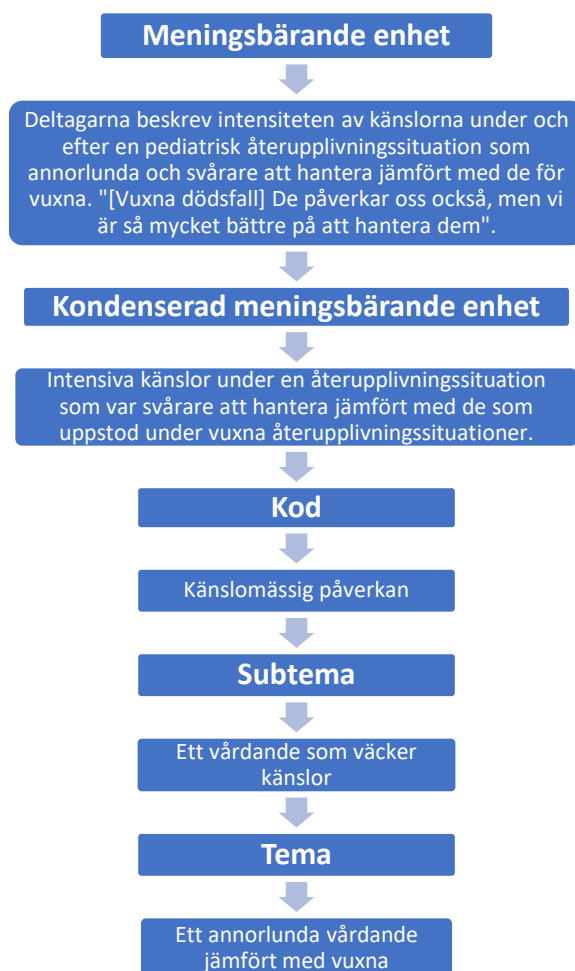 Meningsbärande enhet
Deltagarna beskrev intensiteten av känslorna under och
efter en pediatrisk återupplivningssituation som
annorlunda och svårare att hantera jämfört med de för
vuxna. "[Vuxna dödsfall] De påverkar oss också, men vi
är så mycket bättre på att hantera dem".
Kondenserad meningsbärande enhet
Intensiva känslor under en återupplivningssituation
som var svårare att hantera jämfört med de som
uppstod under vuxna återupplivningssituationer.
Kod
Känslomässig påverkan
Subtema
Ett vårdande som väcker
känslor
Tema
Ett annorlunda vårdande
jämfört med vuxna